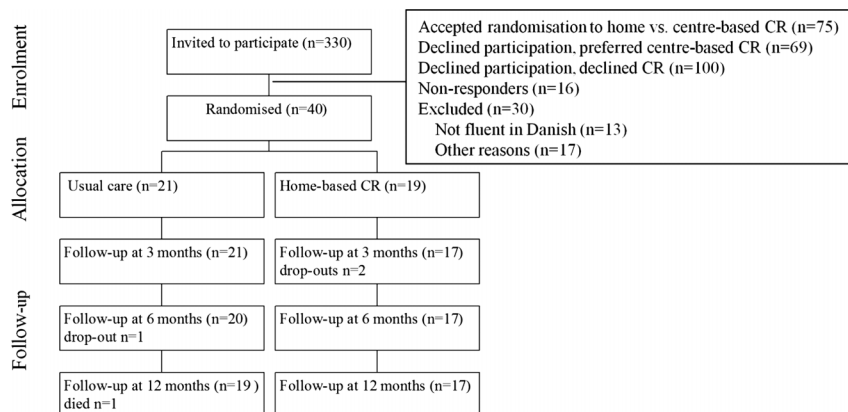 Enrolment
Invited to participate (n=330)
Accepted randomisation to home vs. centre-based CR (n=75)
Declined participation, preferred centre-based CR (n=69)
Declined participation, declined CR (n=100)
Non-responders (n=16)
Excluded (n=30)
Not fluent in Danish (n=13)
Other reasons (n=17)
Randomised (n=40)
Allocation
Usual care (n=21)
Home-based CR (n=19)
Follow-up
Follow-up at 3 months (n=21)
Follow-up at 3 months (n=17)
drop-outs n=2
Follow-up at 6 months (n=20)
drop-out n=1
Follow-up at 6 months (n=17)
Follow-up at 12 months (n=19 )
died n=1
Follow-up at 12 months (n=17)